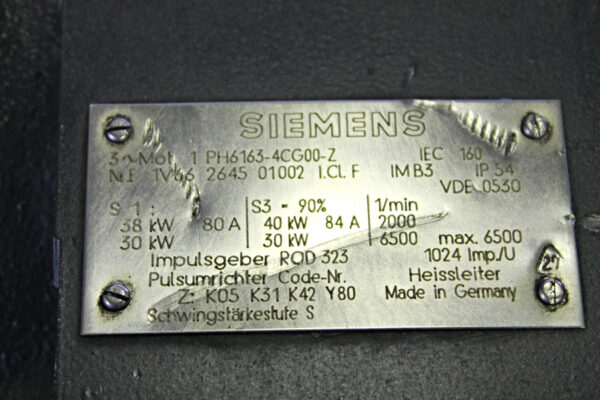 SIEMENS
3~Mot. 1 PH6163-4CG00-Z IEC 160
2645 01002 I.Cl. F IM B3 IP 54
VDE 0530
S 1 : S3 - 90% 1/min
38 kW 80 A 40 kW 84 A 2000
30 kW 30 kW 6500 max. 6500
Impulsgeber ROD 323 1024 Imp./U
Pulsumrichter Code-Nr. Heissleiter
Z: K05 K31 K42 Y80 Made in Germany
Schwingstärkestufe S